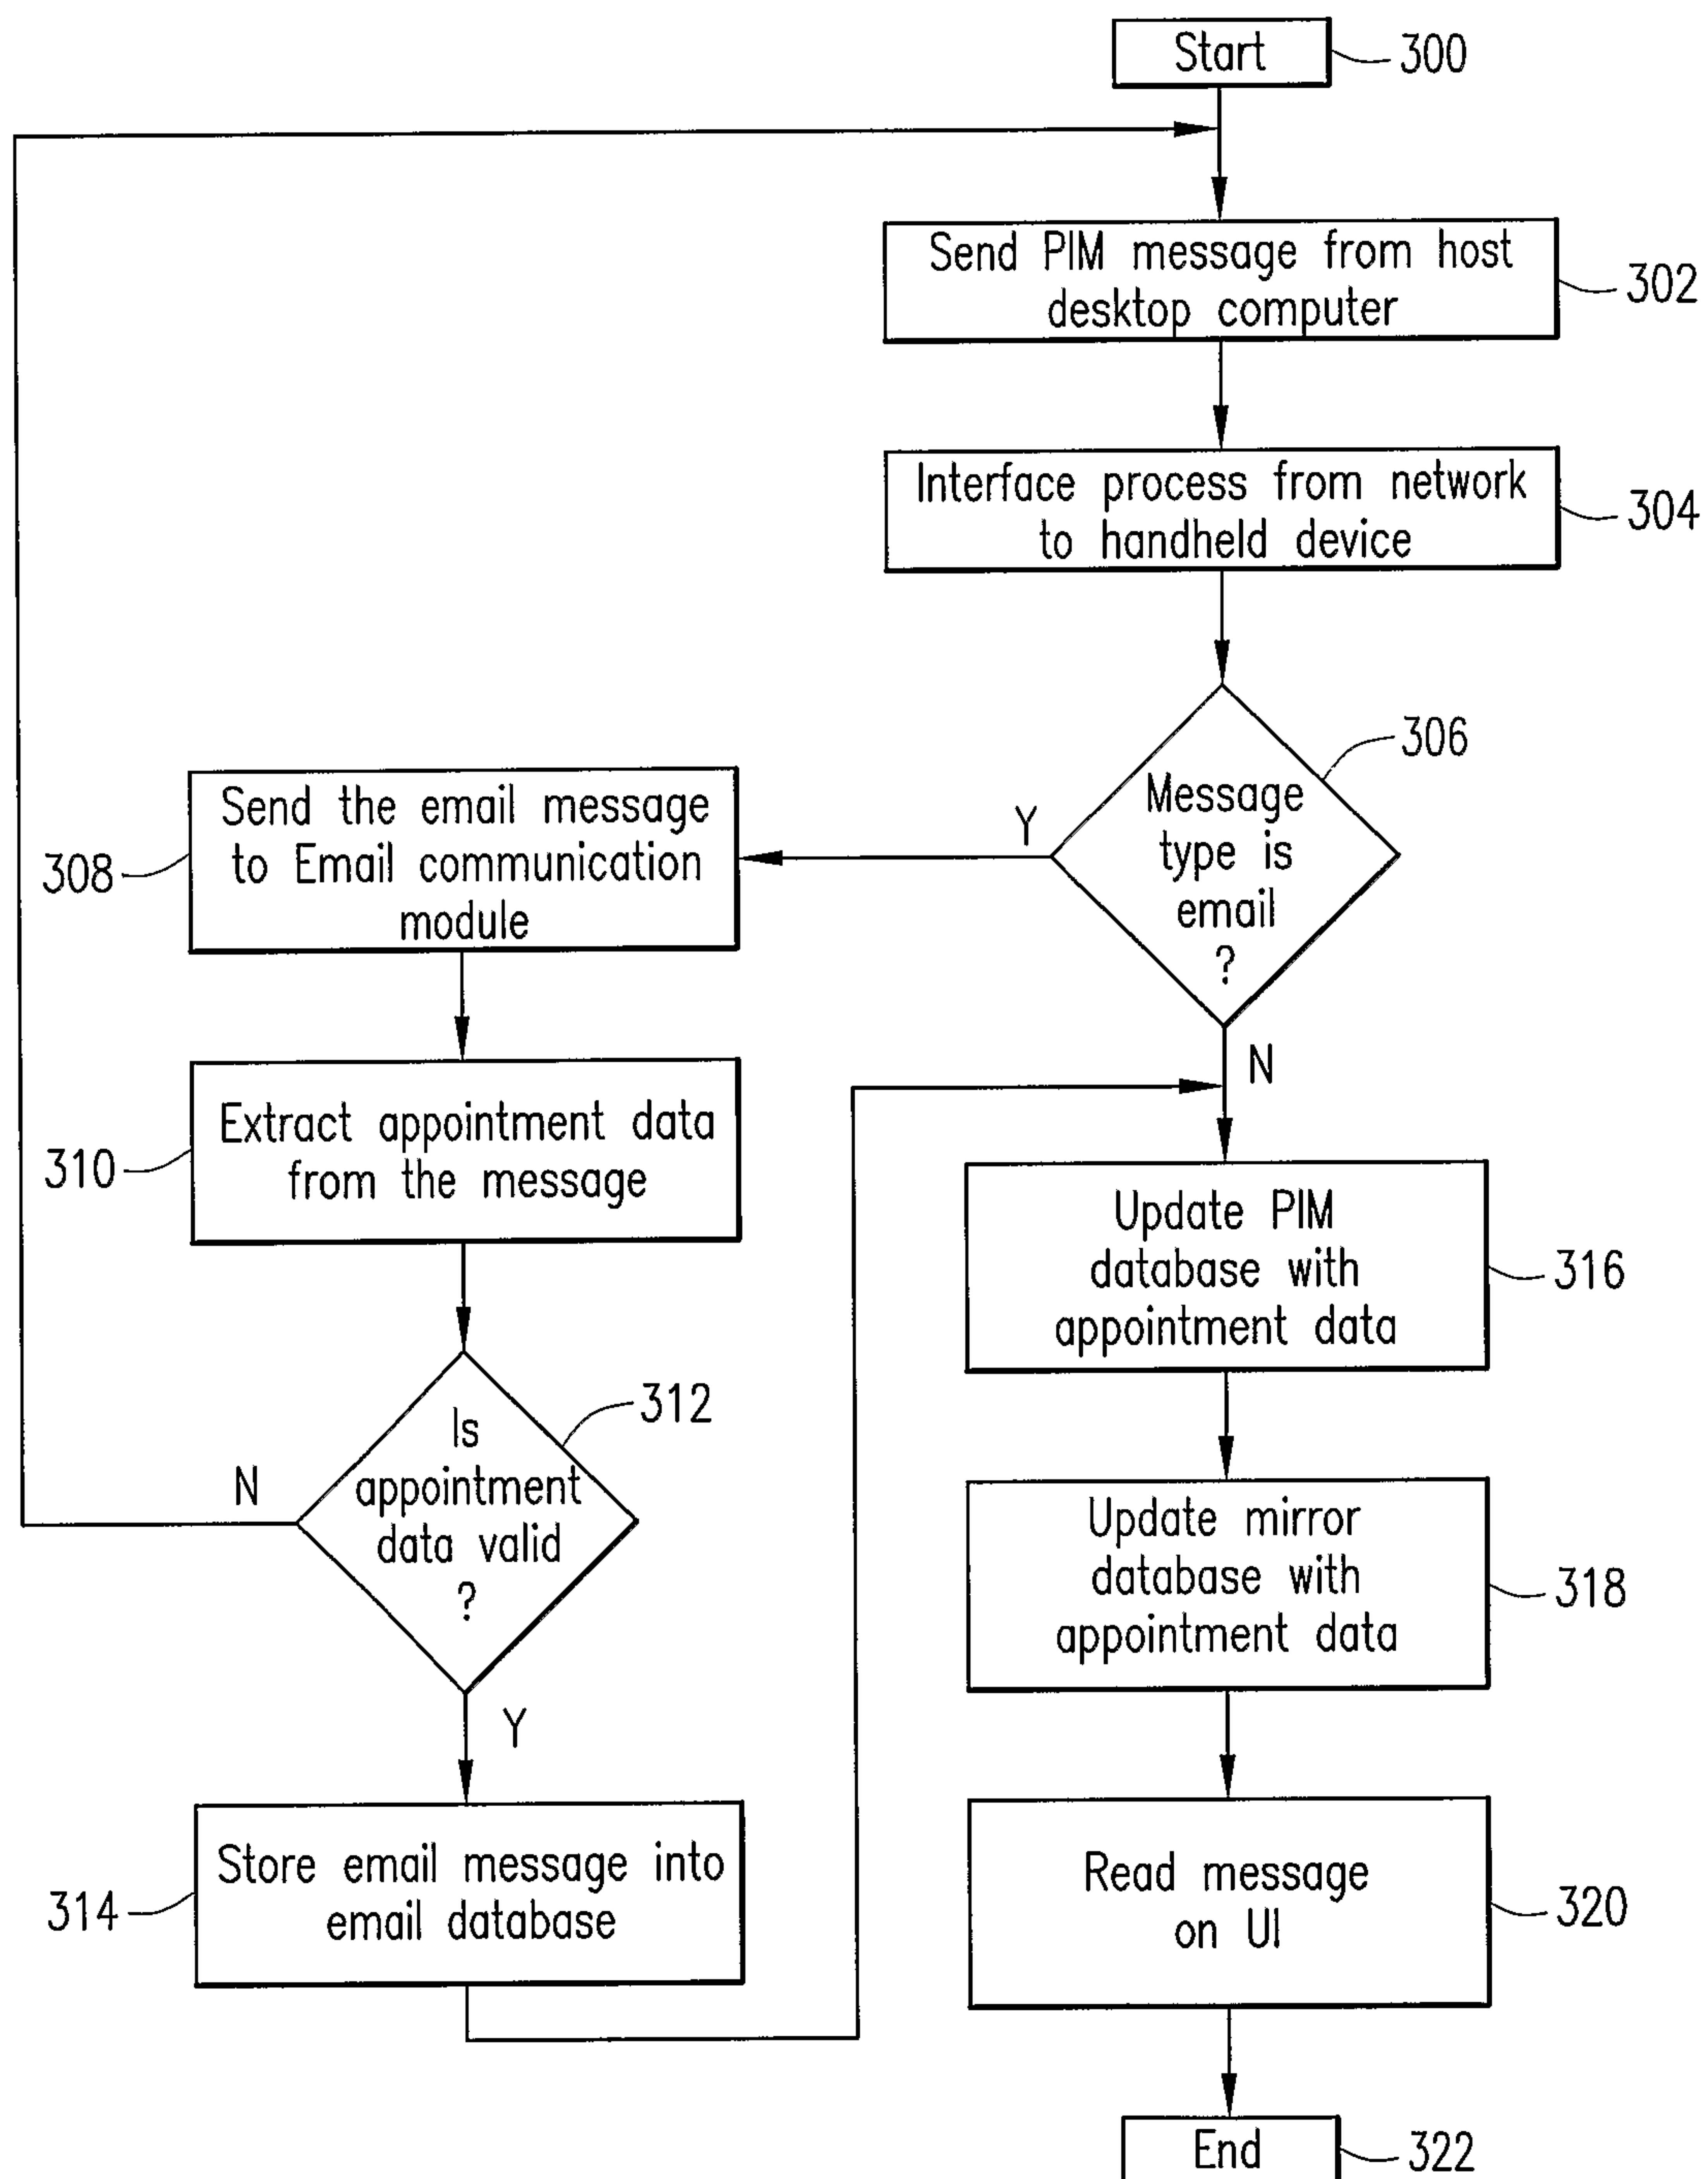 Start
300
Send PIM message from host
desktop computer
302
Interface process from network
to handheld device
304
306
Message
type is
email
?
Y
N
Send the email message
to Email communication
module
308
Extract appointment data
from the message
310
312
Is
appointment
data valid
?
N
Y
Store email message into
email database
314
Update PIM
database with
appointment data
316
Update mirror
database with
appointment data
318
Read message
on UI
320
End
322